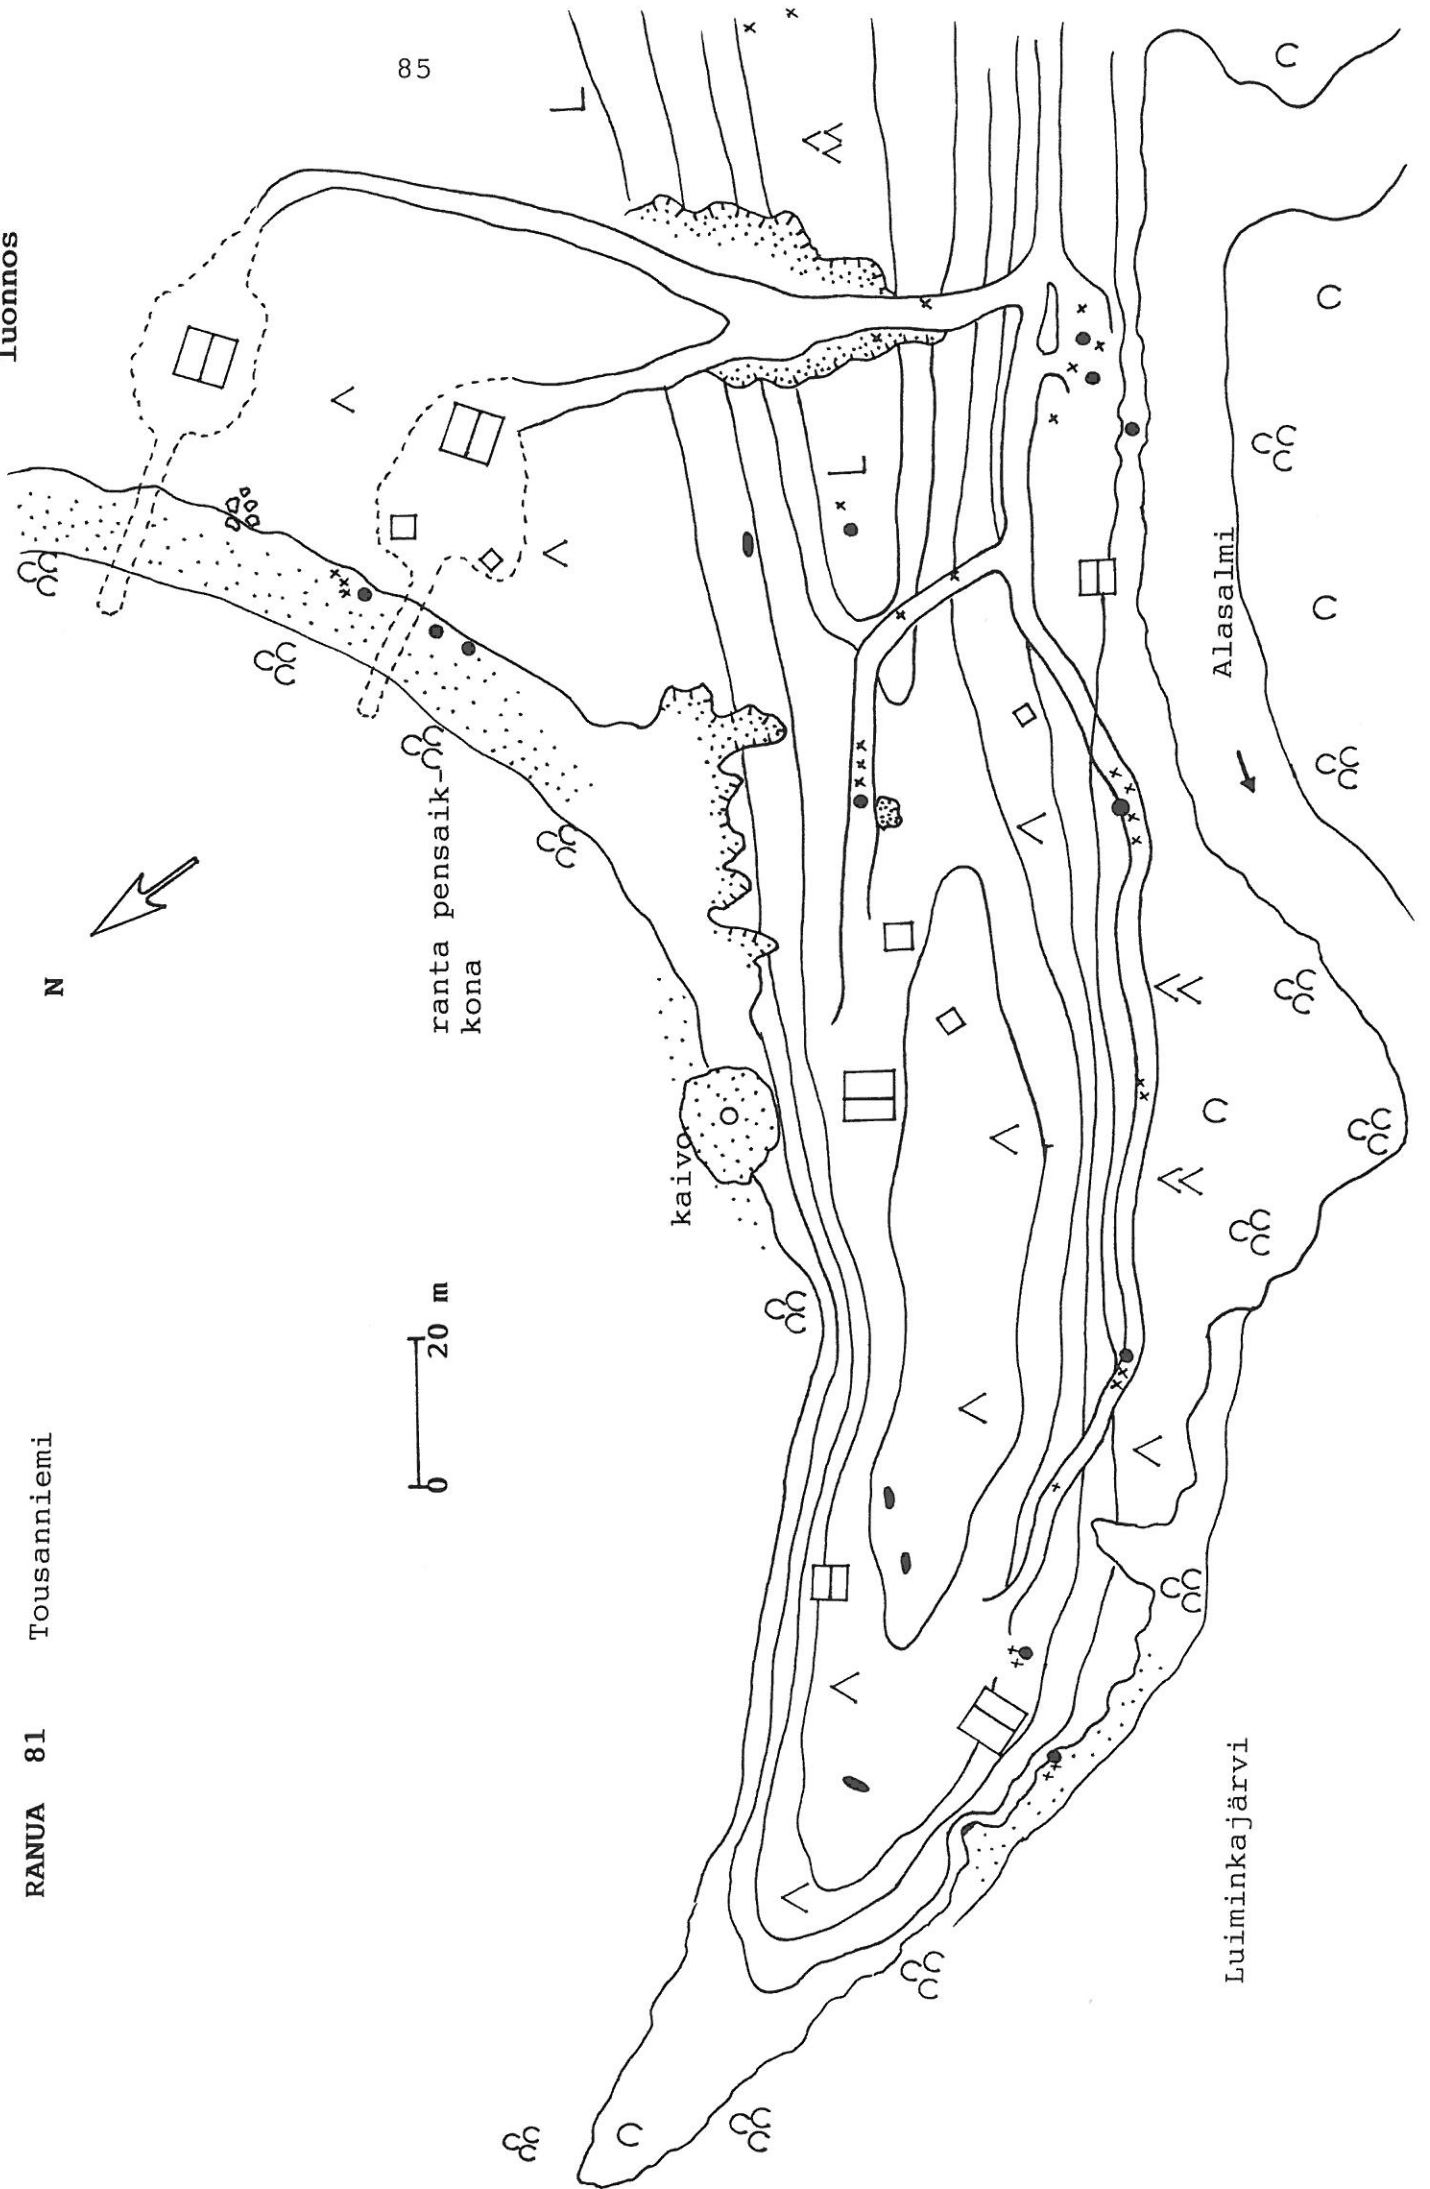 85
RANUA 81 Tousanniemi
luonnos
N
0 20 m
ranta pensaik-
kona
kaivo
Alasalmi
Luiminkajärvi